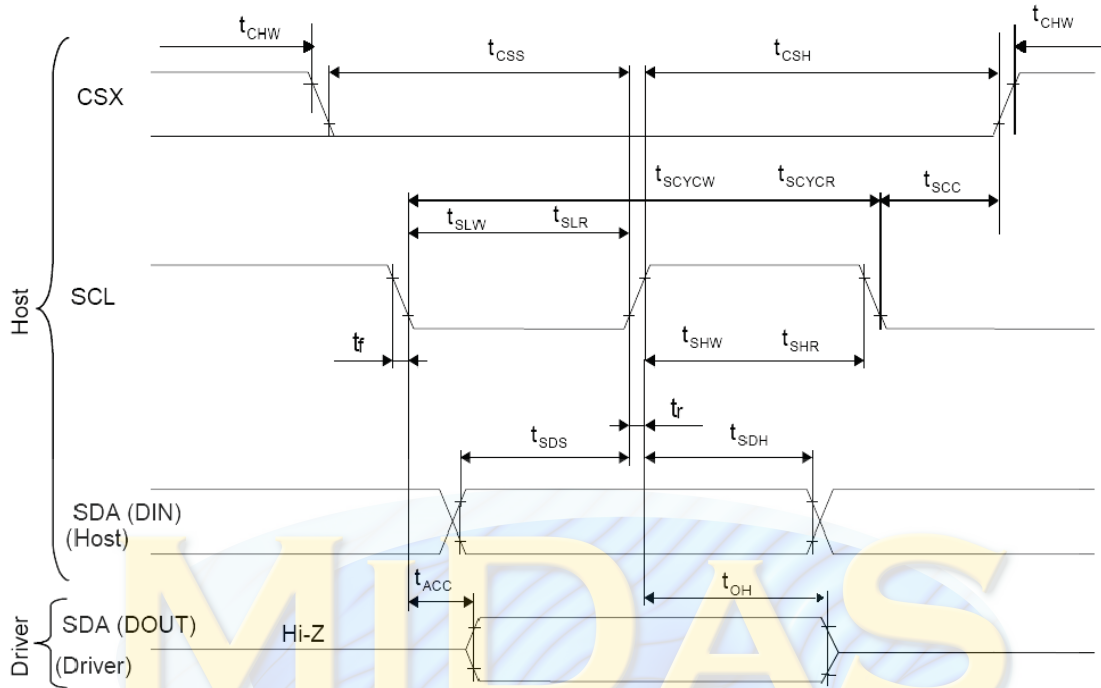 tCHW tCHW
tCSS tCSH
CSX
tSCYCW tSCYCR tSCC
tSLW tSLR
SCL
Host
tf tSHW tSHR
tr
tSDS tSDH
SDA (DIN)
(Host)
tACC tOH
SDA (DOUT) Hi-Z
Driver
(Driver)
MIDAS